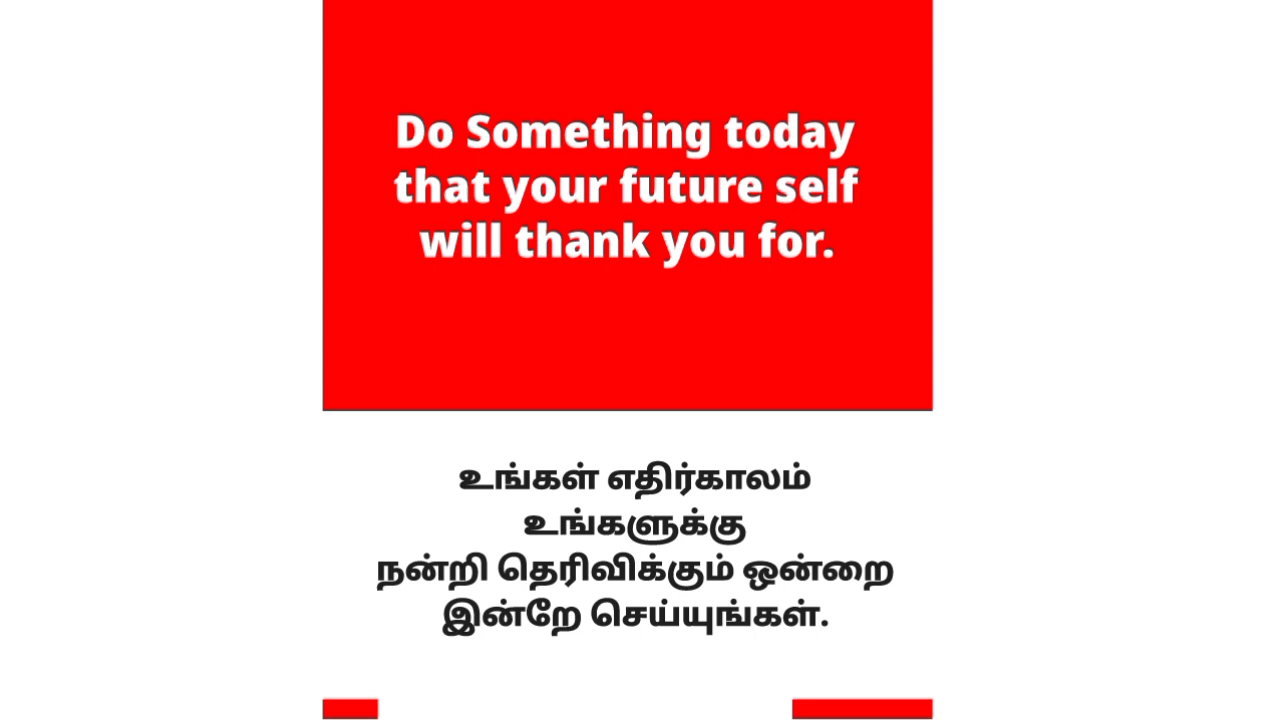 Do Something today
that your future self
will thank you for.
உங்கள் எதிர்காலம்
உங்களுக்கு
நன்றி தெரிவிக்கும் ஒன்றை
இன்றே செய்யுங்கள்.